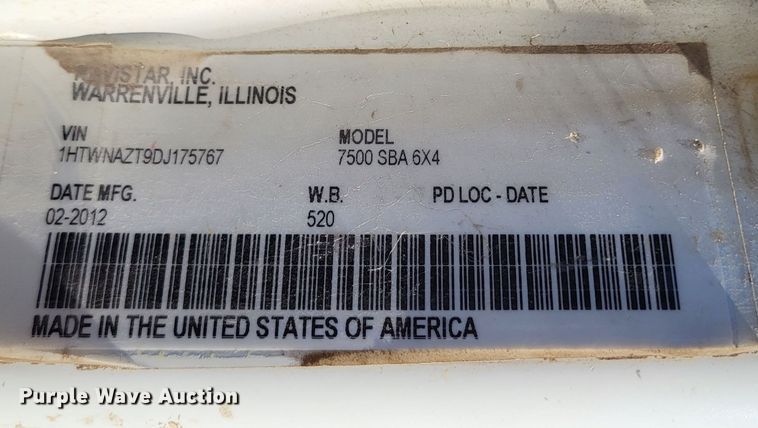 NAVISTAR, INC.
WARRENVILLE, ILLINOIS
VIN MODEL
1HTWNAZT9DJ175767 7500 SBA 6X4
DATE MFG. W.B. PD LOC - DATE
02-2012 520
MADE IN THE UNITED STATES OF AMERICA
Purple Wave Auction